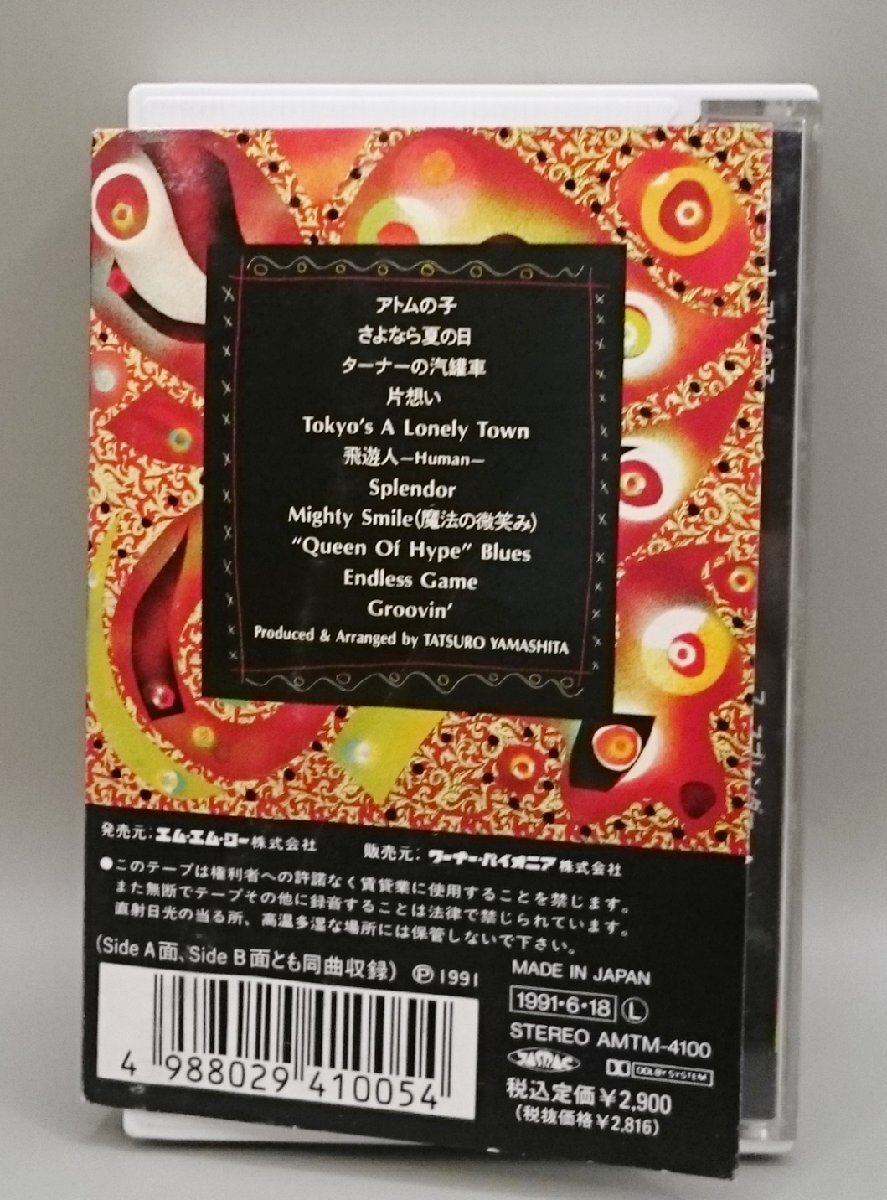 アトムの子
さよなら夏の日
ターナーの汽罐車
片想い
Tokyo's A Lonely Town
飛遊人—Human—
Splendor
Mighty Smile(魔法の微笑み)
"Queen Of Hype" Blues
Endless Game
Groovin'
Produced & Arranged by TATSURO YAMASHITA
発売元:エム・エム・ジー株式会社
販売元:ワーナー・パイオニア株式会社
●このテープは権利者への許諾なく賃貸業に使用することを禁じます。
また無断でテープその他に録音することは法律で禁じられています。
直射日光の当る所、高温多湿な場所には保管しないで下さい。
(Side A面、Side B面とも同曲収録) Ⓟ1991
MADE IN JAPAN
1991・6・18 Ⓛ
STEREO AMTM-4100
JASRAC DOLBY SYSTEM
税込定価¥2,900
(税抜価格¥2,816)
4 988029 410054